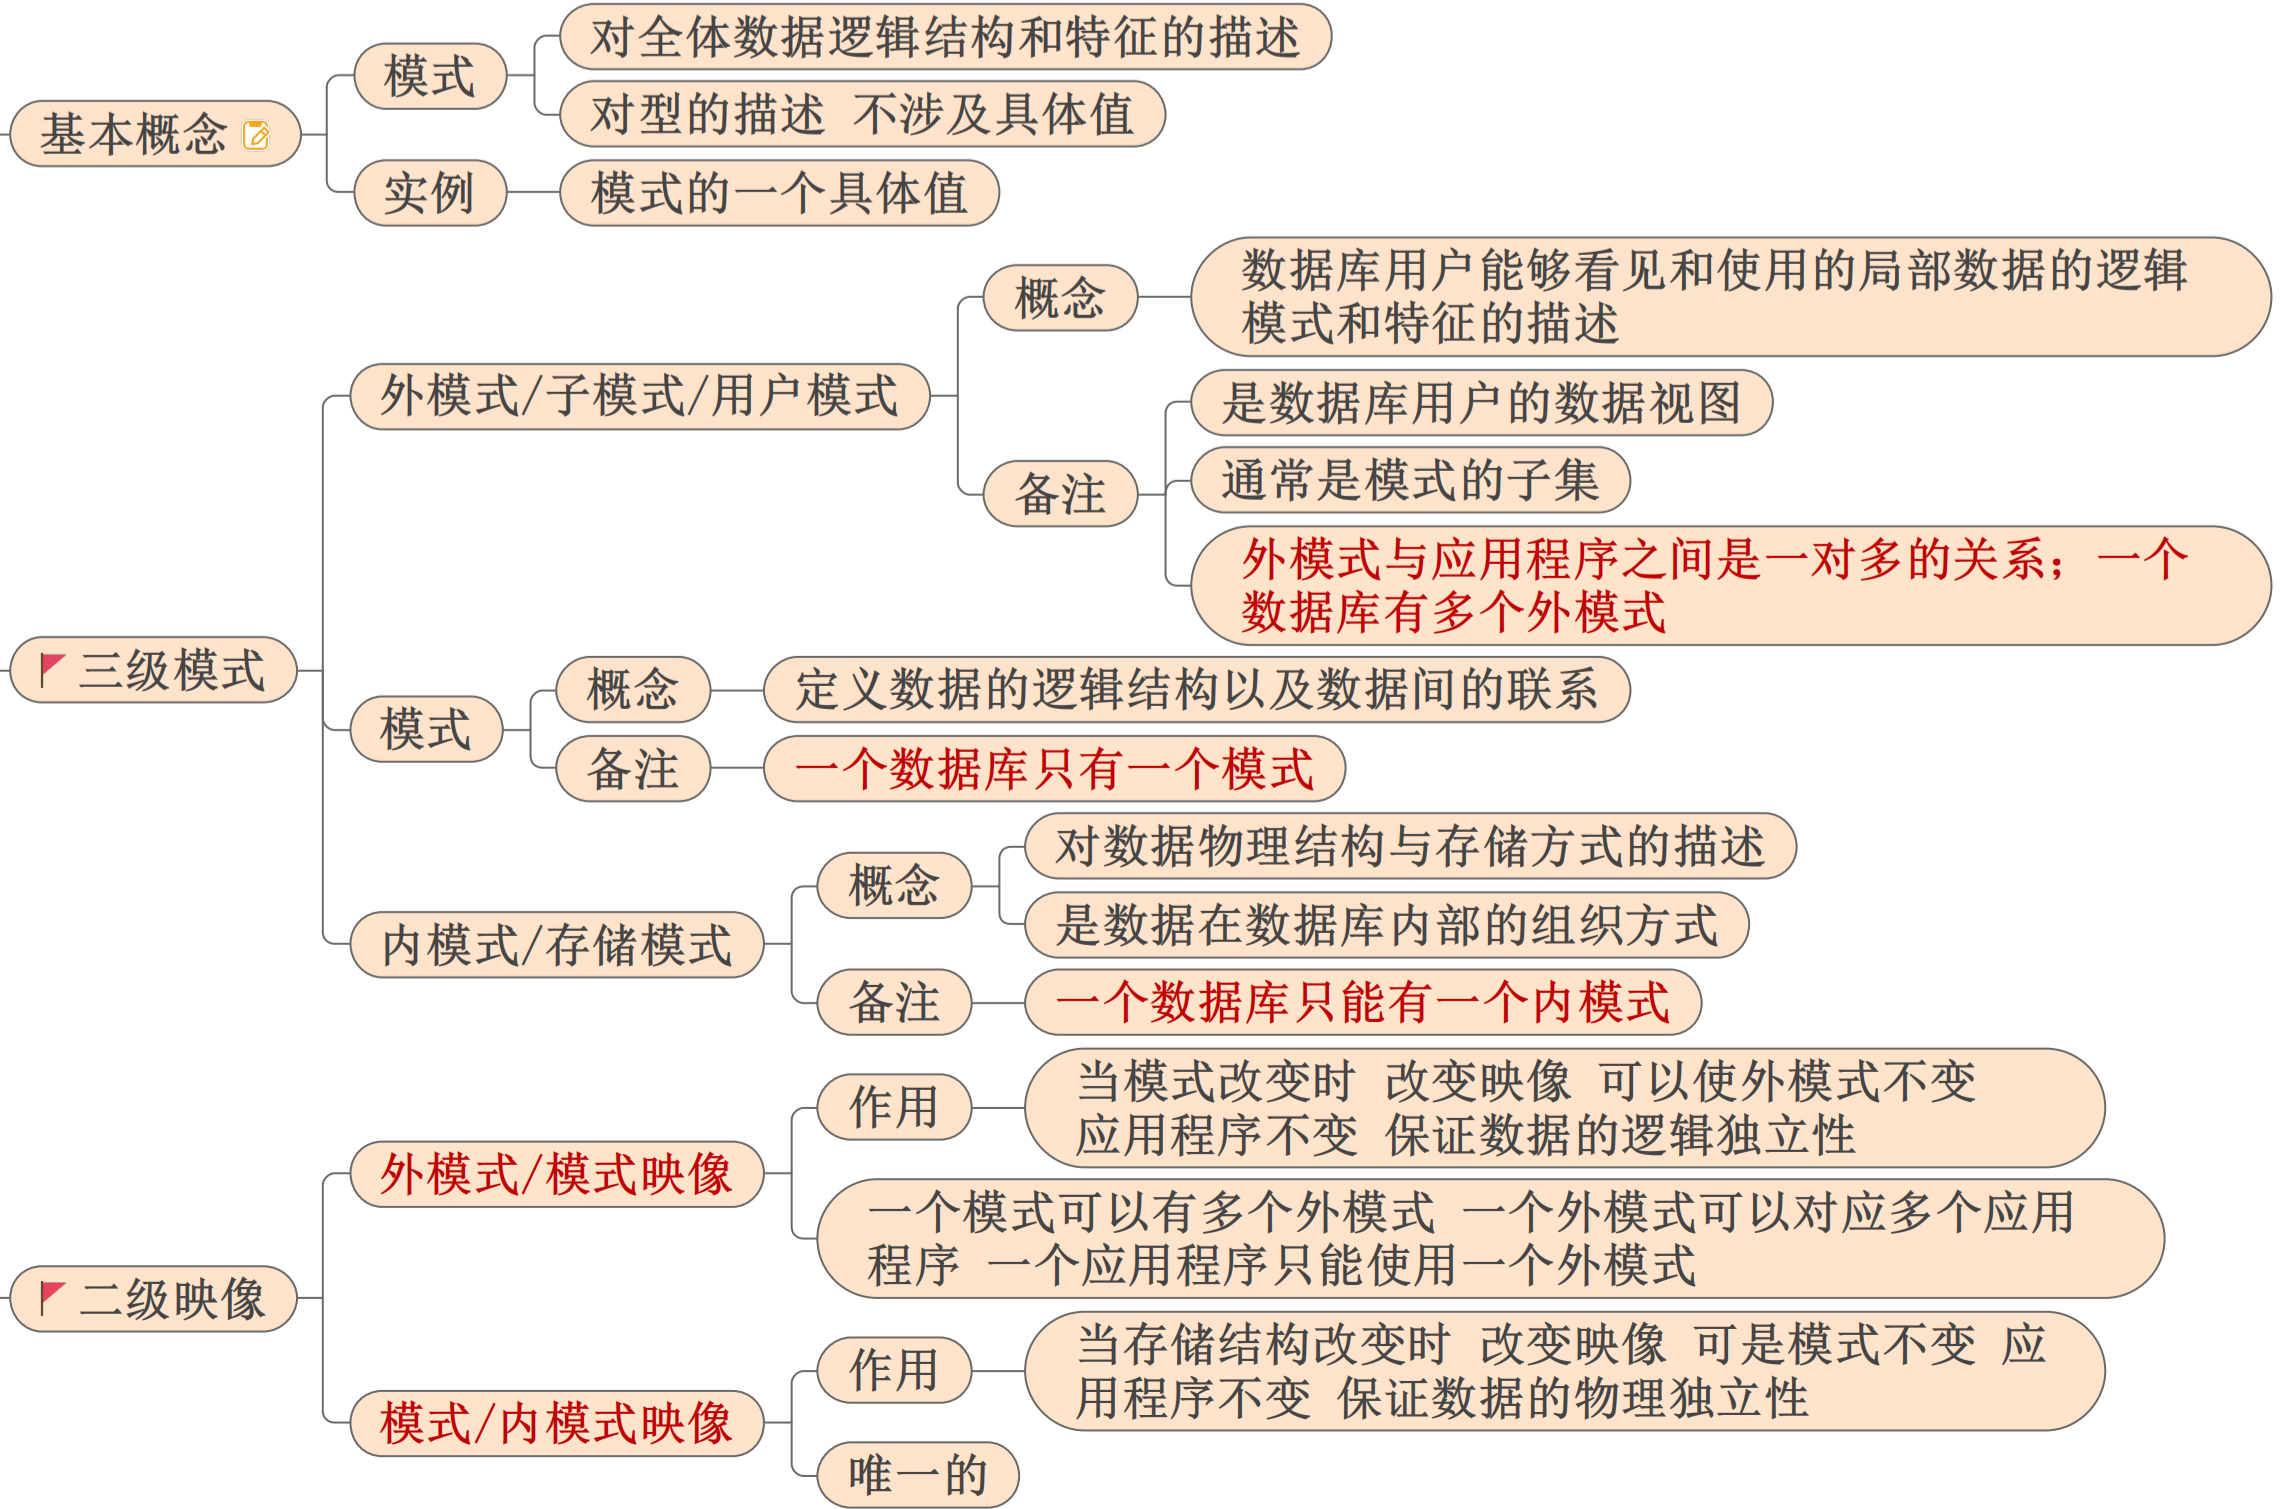 基本概念
模式
对全体数据逻辑结构和特征的描述
对型的描述 不涉及具体值
实例
模式的一个具体值
三级模式
外模式/子模式/用户模式
概念
数据库用户能够看见和使用的局部数据的逻辑
模式和特征的描述
备注
是数据库用户的数据视图
通常是模式的子集
外模式与应用程序之间是一对多的关系；一个
数据库有多个外模式
模式
概念
定义数据的逻辑结构以及数据间的联系
备注
一个数据库只有一个模式
内模式/存储模式
概念
对数据物理结构与存储方式的描述
是数据在数据库内部的组织方式
备注
一个数据库只能有一个内模式
二级映像
外模式/模式映像
作用
当模式改变时 改变映像 可以使外模式不变
应用程序不变 保证数据的逻辑独立性
一个模式可以有多个外模式 一个外模式可以对应多个应用
程序 一个应用程序只能使用一个外模式
模式/内模式映像
作用
当存储结构改变时 改变映像 可是模式不变 应
用程序不变 保证数据的物理独立性
唯一的